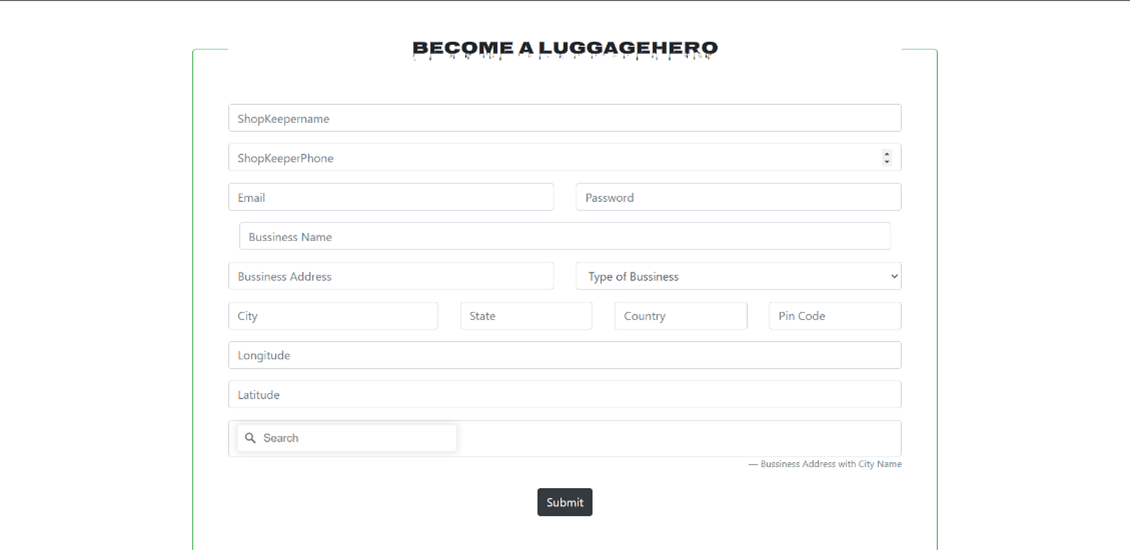 BECOME A LUGGAGEHERO
ShopKeepername
ShopKeeperPhone
Email Password
Bussiness Name
Bussiness Address Type of Bussiness
City State Country Pin Code
Longitude
Latitude
Search
— Bussiness Address with City Name
Submit